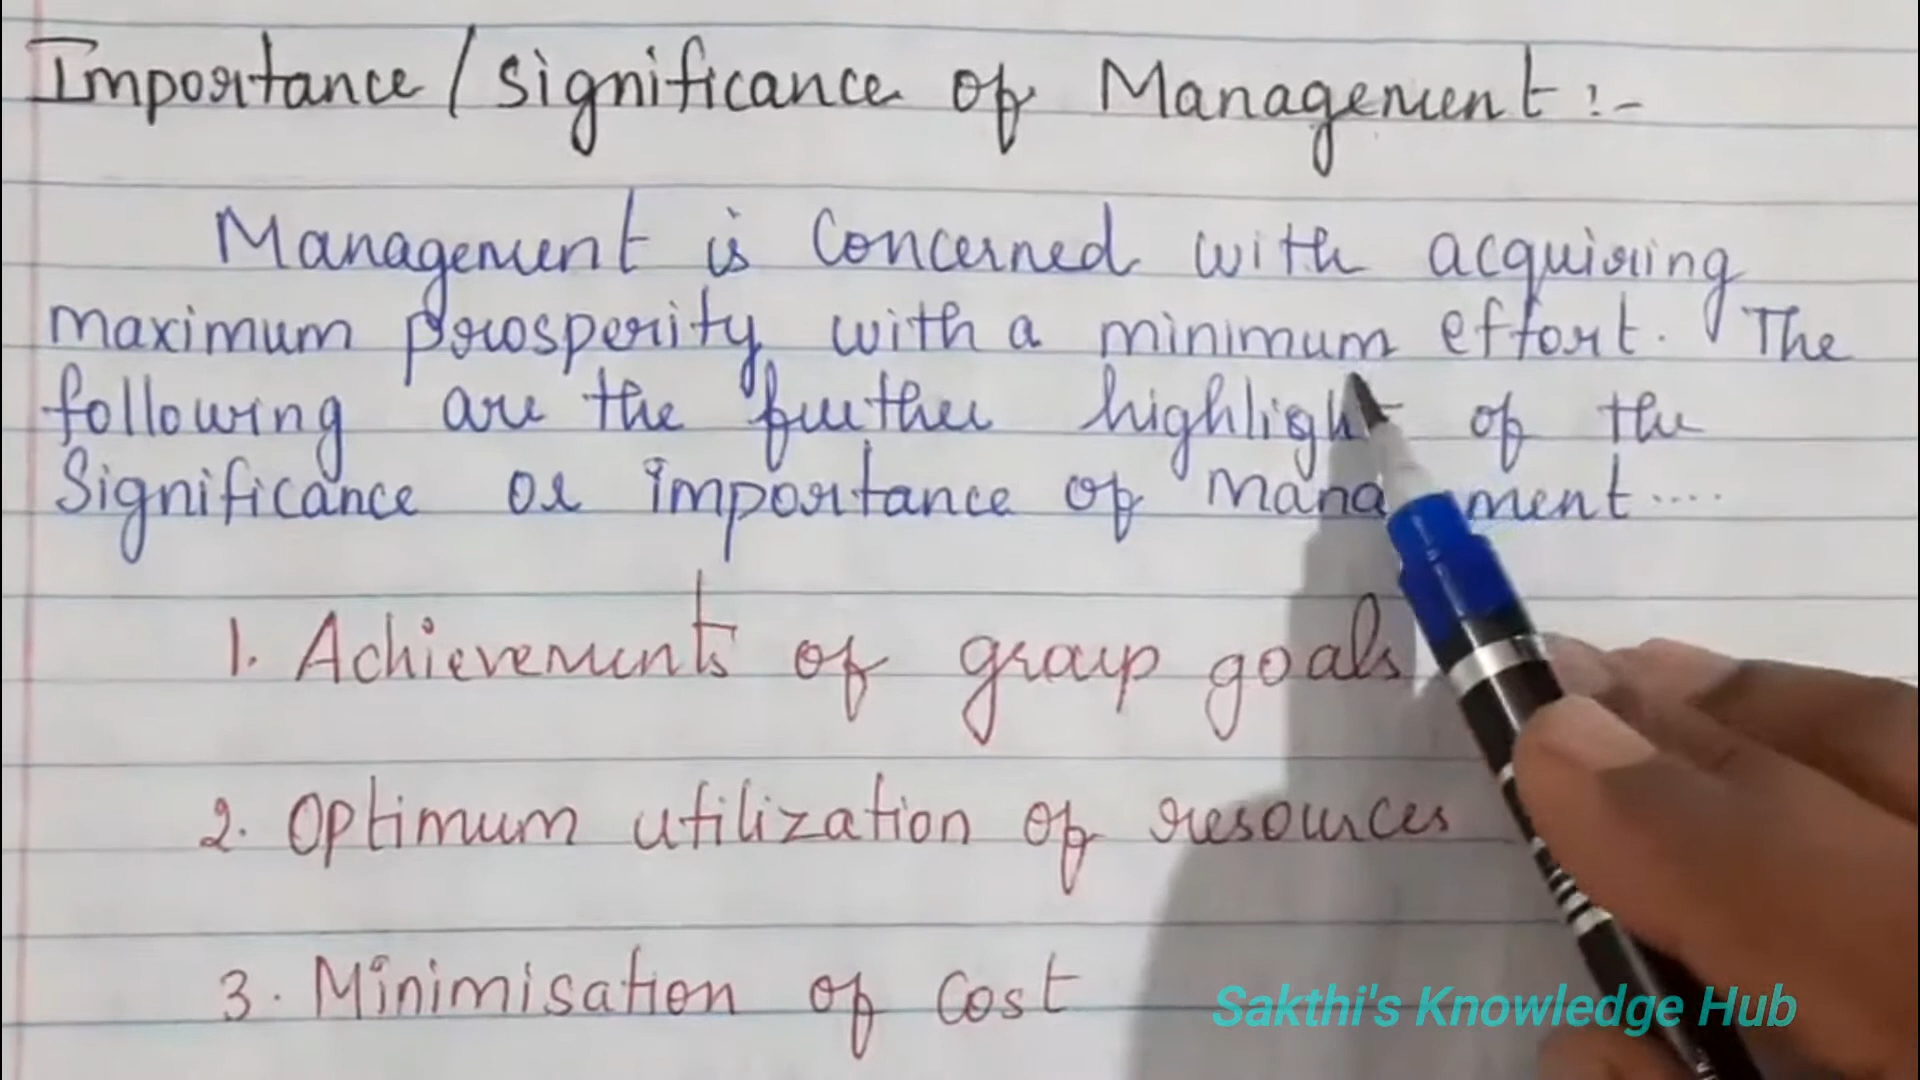 Importance / Significance of Management :-
Management is Concerned with acquiring
maximum prosperity with a minimum effort. The
following are the further highlight of the
Significance or importance of management....
1. Achievements of group goals
2. Optimum utilization of resources
3. Minimisation of Cost
Sakthi's Knowledge Hub